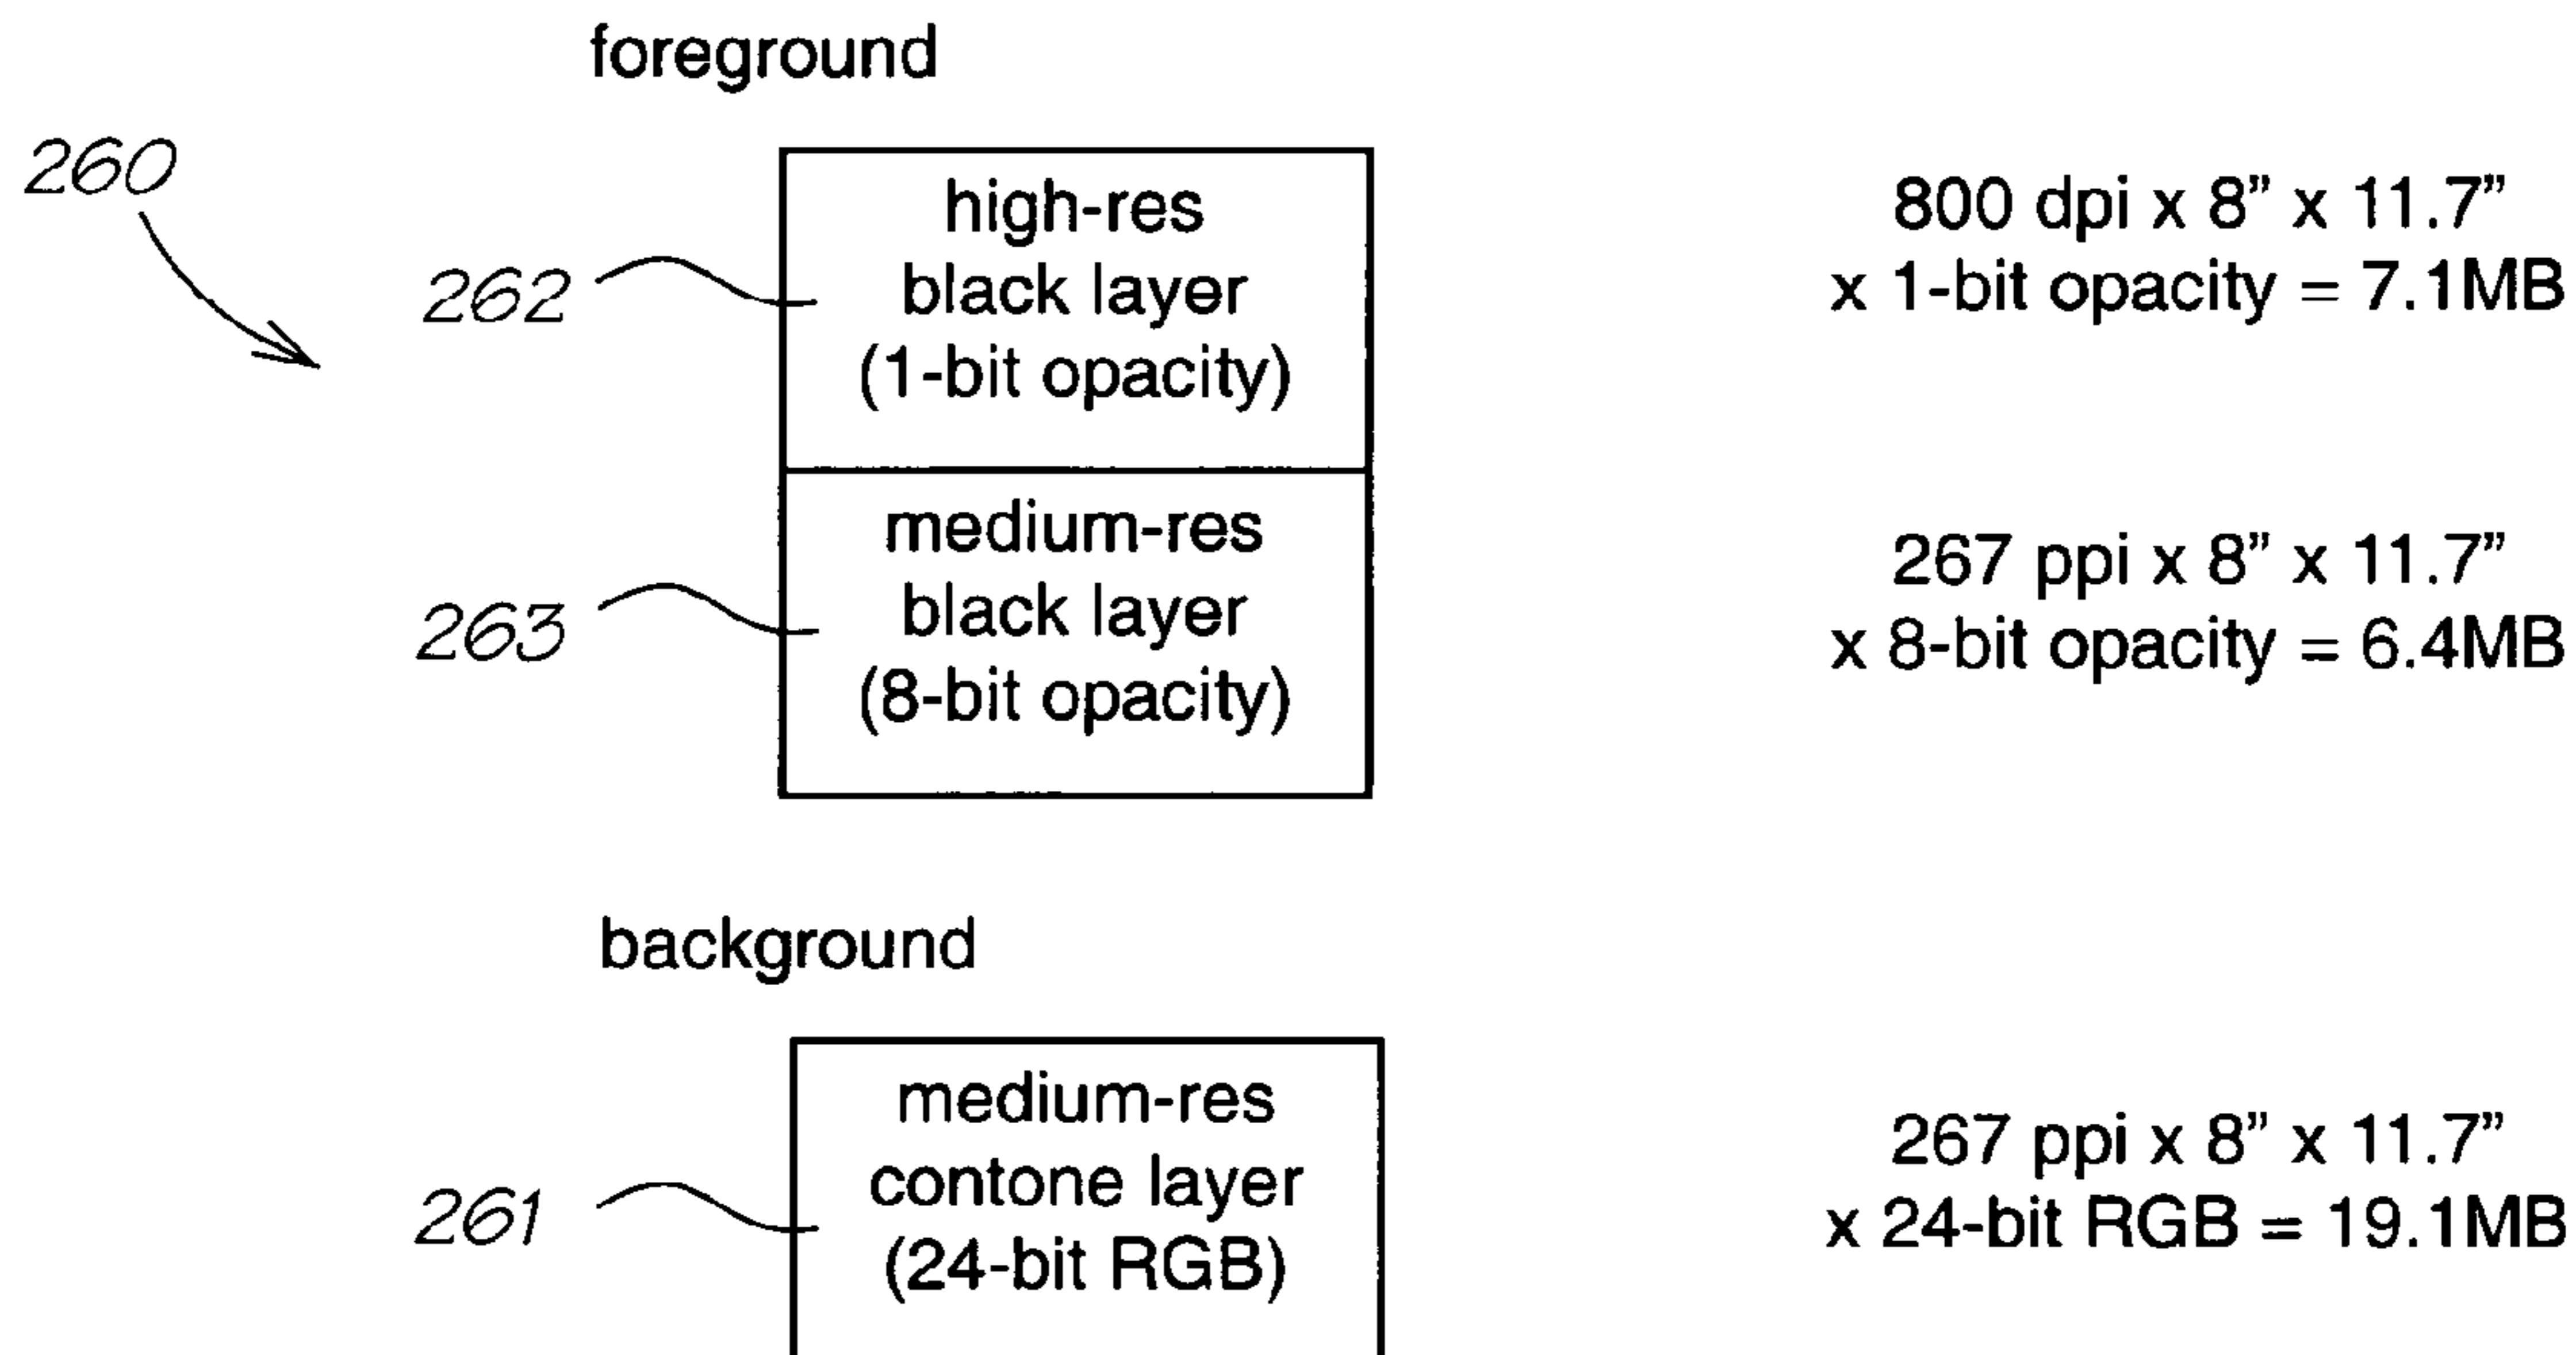 foreground
260
262
high-res
black layer
(1-bit opacity)
800 dpi x 8” x 11.7”
x 1-bit opacity = 7.1MB
263
medium-res
black layer
(8-bit opacity)
267 ppi x 8” x 11.7”
x 8-bit opacity = 6.4MB
background
261
medium-res
contone layer
(24-bit RGB)
267 ppi x 8” x 11.7”
x 24-bit RGB = 19.1MB